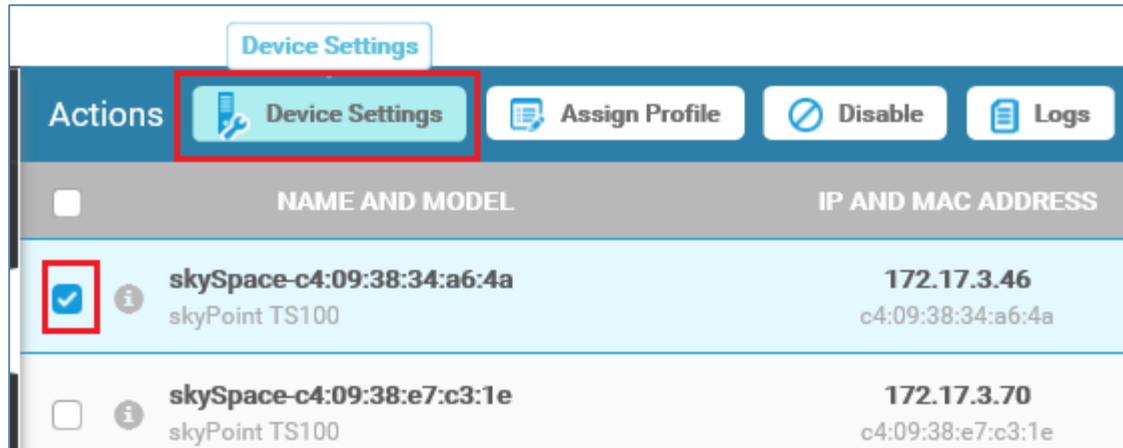 Device Settings
Actions Device Settings Assign Profile Disable Logs
NAME AND MODEL IP AND MAC ADDRESS
skySpace-c4:09:38:34:a6:4a 172.17.3.46
skyPoint TS100 c4:09:38:34:a6:4a
skySpace-c4:09:38:e7:c3:1e 172.17.3.70
skyPoint TS100 c4:09:38:e7:c3:1e